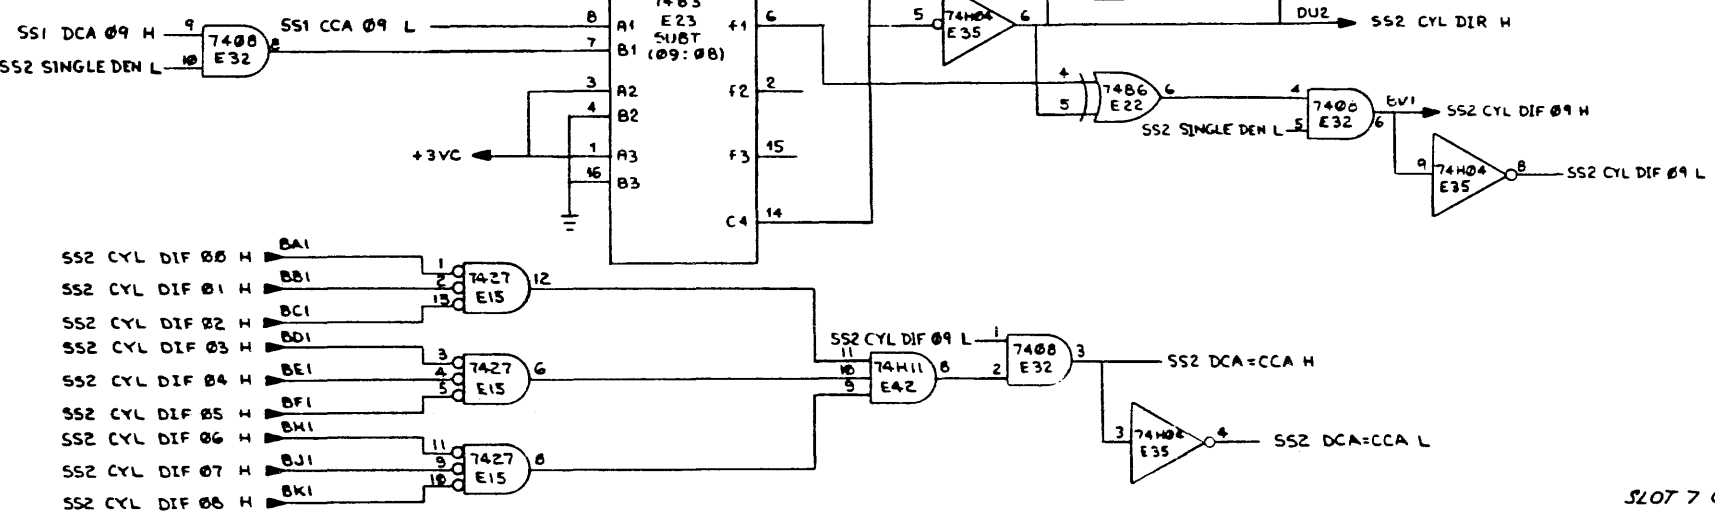 7483
E23
SUBT
(09:08)
SS1 DCA Ø9 H
9
10
SS2 SINGLE DEN L
7408
E32
8
SS1 CCA Ø9 L
8
A1
7
B1
3
A2
4
B2
1
A3
16
B3
+3VC
f1
6
f2
2
f3
15
C4
14
5
74HØ4
E35
6
DU2
SS2 CYL DIR H
4
5
7486
E22
6
SS2 SINGLE DEN L
4
5
7408
E32
6
BV1
SS2 CYL DIF Ø9 H
9
74HØ4
E35
8
SS2 CYL DIF Ø9 L
SS2 CYL DIF ØØ H
BA1
SS2 CYL DIF Ø1 H
BB1
SS2 CYL DIF Ø2 H
BC1
1
2
13
7427
E15
12
SS2 CYL DIF Ø3 H
BD1
SS2 CYL DIF Ø4 H
BE1
SS2 CYL DIF Ø5 H
BF1
3
4
5
7427
E15
6
SS2 CYL DIF Ø6 H
BH1
SS2 CYL DIF Ø7 H
BJ1
SS2 CYL DIF Ø8 H
BK1
11
9
10
7427
E15
8
SS2 CYL DIF Ø9 L
11
10
9
74H11
E42
8
1
2
7408
E32
3
SS2 DCA=CCA H
3
74HØ4
E35
4
SS2 DCA=CCA L
SLOT 7